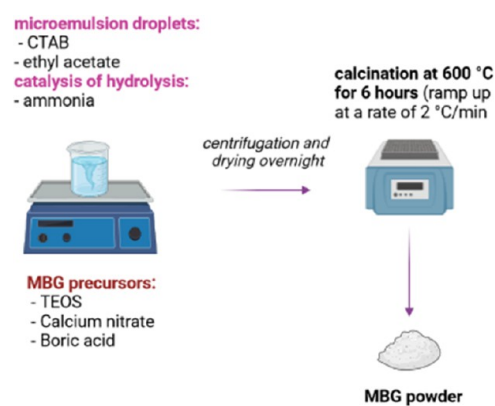 microemulsion droplets:
- CTAB
- ethyl acetate
catalysis of hydrolysis:
- ammonia
centrifugation and
drying overnight
calcination at 600 °C
for 6 hours (ramp up
at a rate of 2 °C/min
MBG precursors:
- TEOS
- Calcium nitrate
- Boric acid
MBG powder